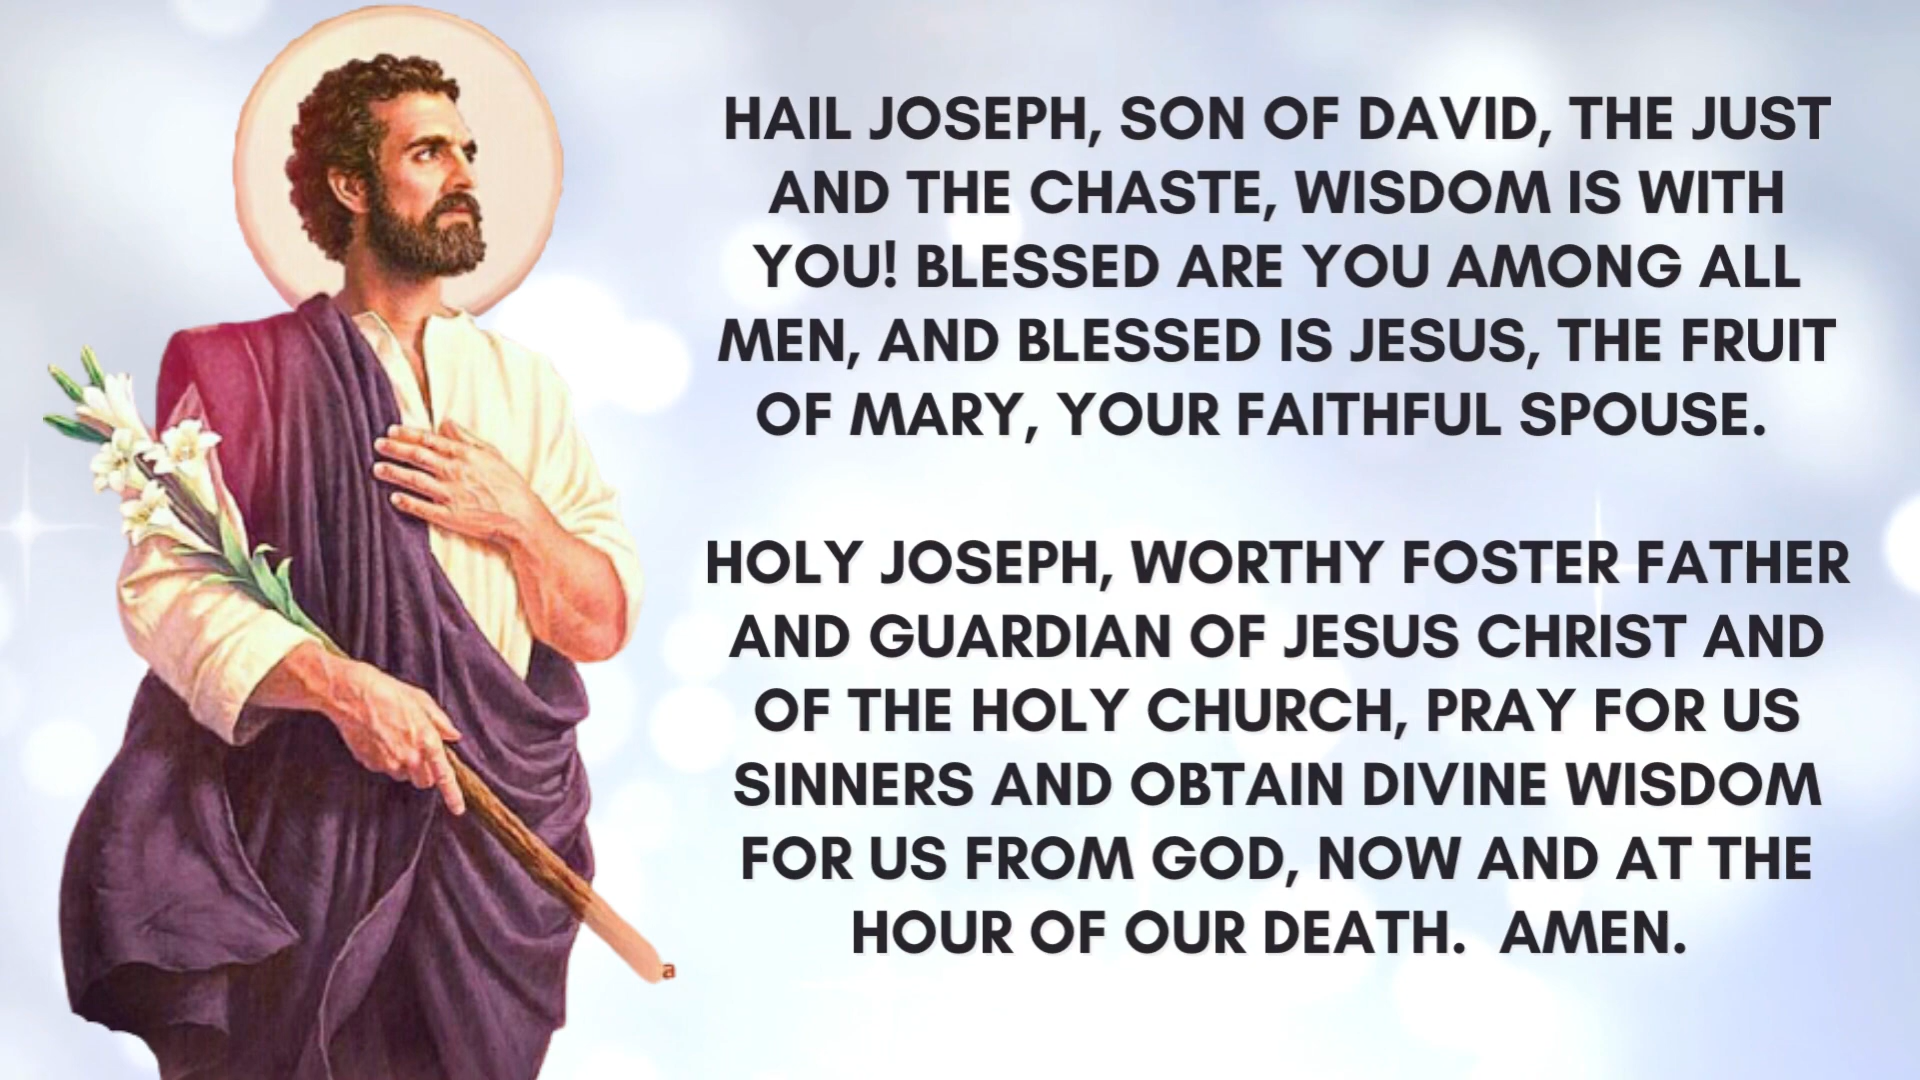 HAIL JOSEPH, SON OF DAVID, THE JUST
AND THE CHASTE, WISDOM IS WITH
YOU! BLESSED ARE YOU AMONG ALL
MEN, AND BLESSED IS JESUS, THE FRUIT
OF MARY, YOUR FAITHFUL SPOUSE.
HOLY JOSEPH, WORTHY FOSTER FATHER
AND GUARDIAN OF JESUS CHRIST AND
OF THE HOLY CHURCH, PRAY FOR US
SINNERS AND OBTAIN DIVINE WISDOM
FOR US FROM GOD, NOW AND AT THE
HOUR OF OUR DEATH.  AMEN.
a